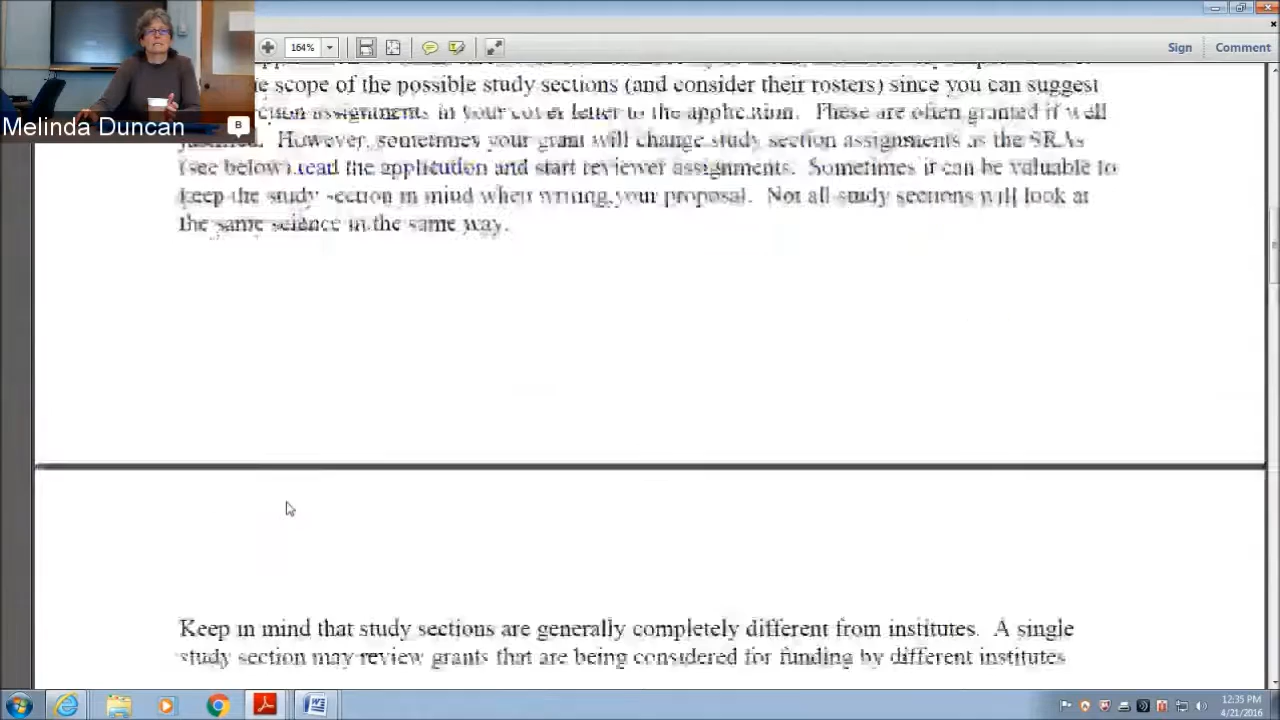 164%
Sign
Comment
Melinda Duncan
B
e scope of the possible study sections (and consider their rosters) since you can suggest
assignments in your cover letter to the application. These are often granted if well
However, sometimes your grant will change study section assignments as the SRAs
(see below) read the application and start reviewer assignments. Sometimes it can be valuable to
keep the study section in mind when writing your proposal. Not all study sections will look at
the same science in the same way.
Keep in mind that study sections are generally completely different from institutes. A single
study section may review grants that are being considered for funding by different institutes
12:35 PM
4/21/2016